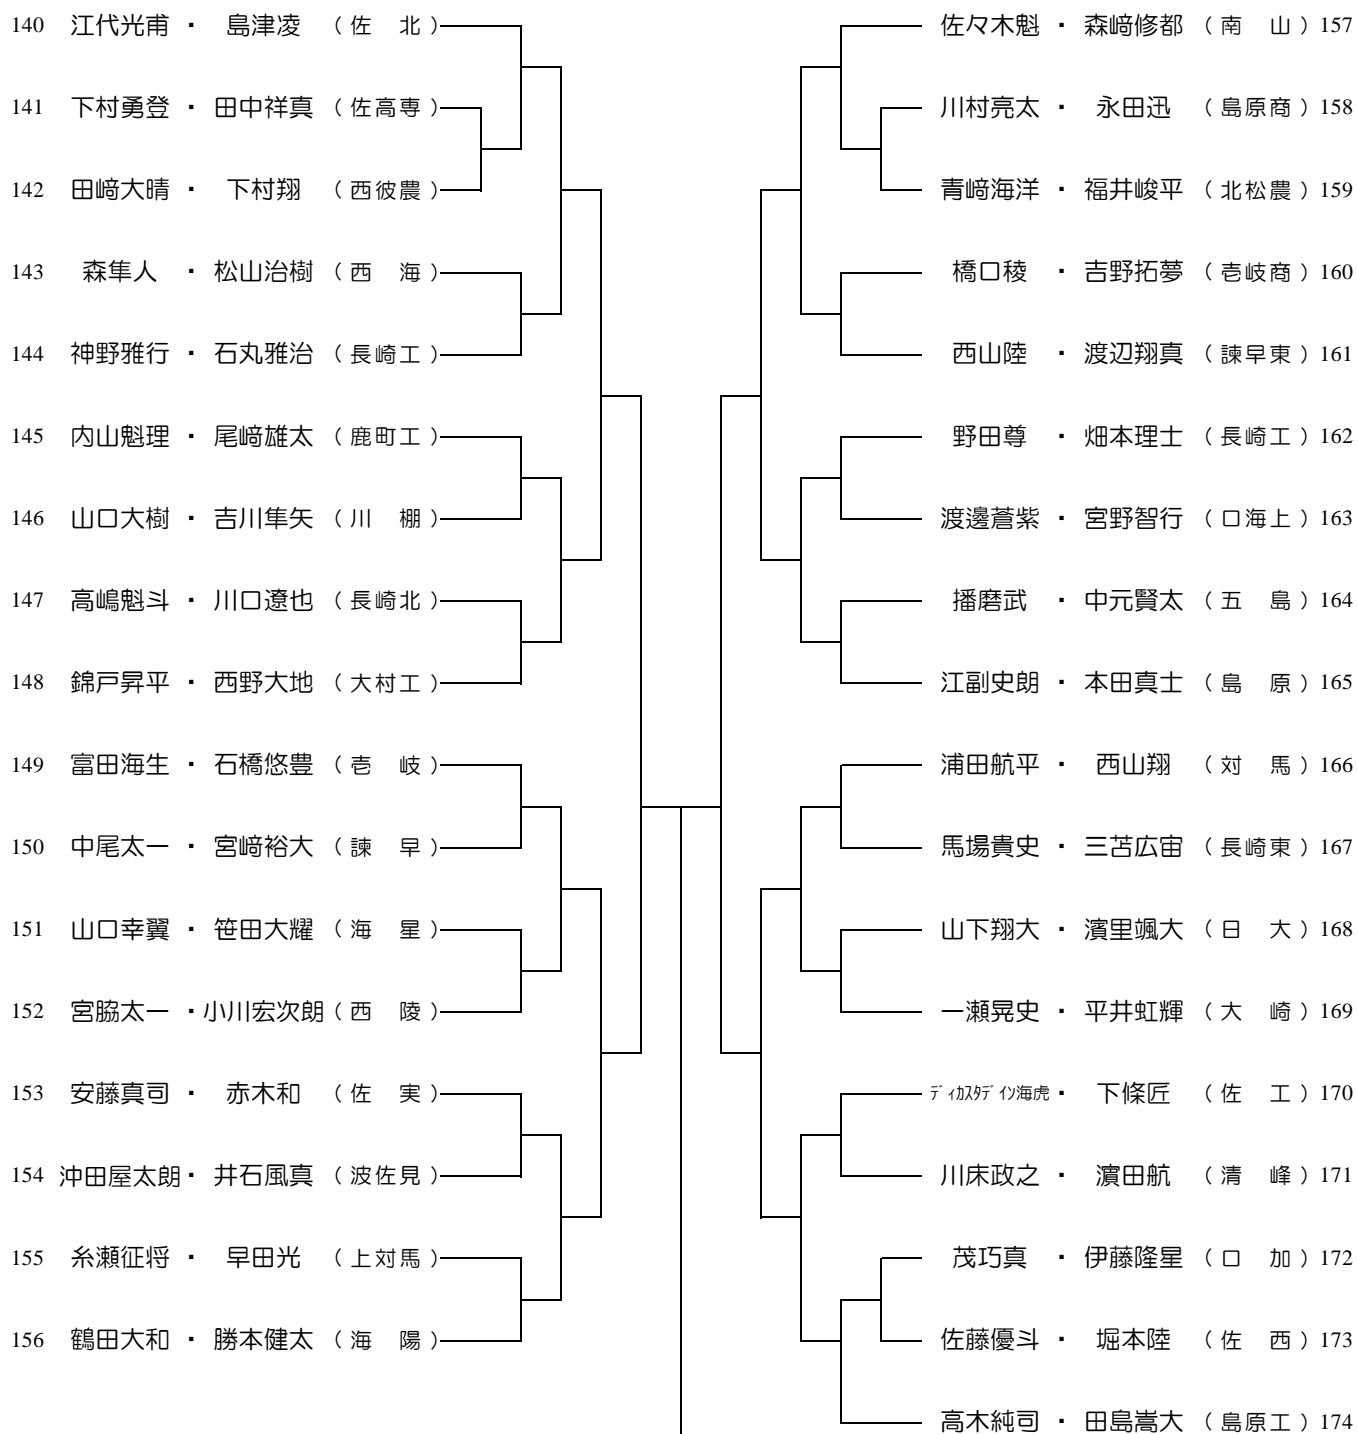 140 江代光甫 ・ 島津凌 （佐　北）
141 下村勇登 ・ 田中祥真 （佐高専）
142 田﨑大晴 ・ 下村翔 （西彼農）
143 森隼人 ・ 松山治樹 （西　海）
144 神野雅行 ・ 石丸雅治 （長崎工）
145 内山魁理 ・ 尾﨑雄太 （鹿町工）
146 山口大樹 ・ 吉川隼矢 （川　棚）
147 高嶋魁斗 ・ 川口遼也 （長崎北）
148 錦戸昇平 ・ 西野大地 （大村工）
149 富田海生 ・ 石橋悠豊 （壱　岐）
150 中尾太一 ・ 宮﨑裕大 （諫　早）
151 山口幸翼 ・ 笹田大耀 （海　星）
152 宮脇太一 ・ 小川宏次朗 （西　陵）
153 安藤真司 ・ 赤木和 （佐　実）
154 沖田屋太朗 ・ 井石風真 （波佐見）
155 糸瀬征将 ・ 早田光 （上対馬）
156 鶴田大和 ・ 勝本健太 （海　陽）
佐々木魁 ・ 森﨑修都 （南　山） 157
川村亮太 ・ 永田迅 （島原商） 158
青﨑海洋 ・ 福井峻平 （北松農） 159
橋口稜 ・ 吉野拓夢 （壱岐商） 160
西山陸 ・ 渡辺翔真 （諫早東） 161
野田尊 ・ 畑本理士 （長崎工） 162
渡邊蒼紫 ・ 宮野智行 （口海上） 163
播磨武 ・ 中元賢太 （五　島） 164
江副史朗 ・ 本田真士 （島　原） 165
浦田航平 ・ 西山翔 （対　馬） 166
馬場貴史 ・ 三苫広宙 （長崎東） 167
山下翔大 ・ 濱里颯大 （日　大） 168
一瀬晃史 ・ 平井虹輝 （大　崎） 169
ディカスタデイン海虎 ・ 下條匠 （佐　工） 170
川床政之 ・ 濵田航 （清　峰） 171
茂巧真 ・ 伊藤隆星 （口　加） 172
佐藤優斗 ・ 堀本陸 （佐　西） 173
高木純司 ・ 田島嵩大 （島原工） 174